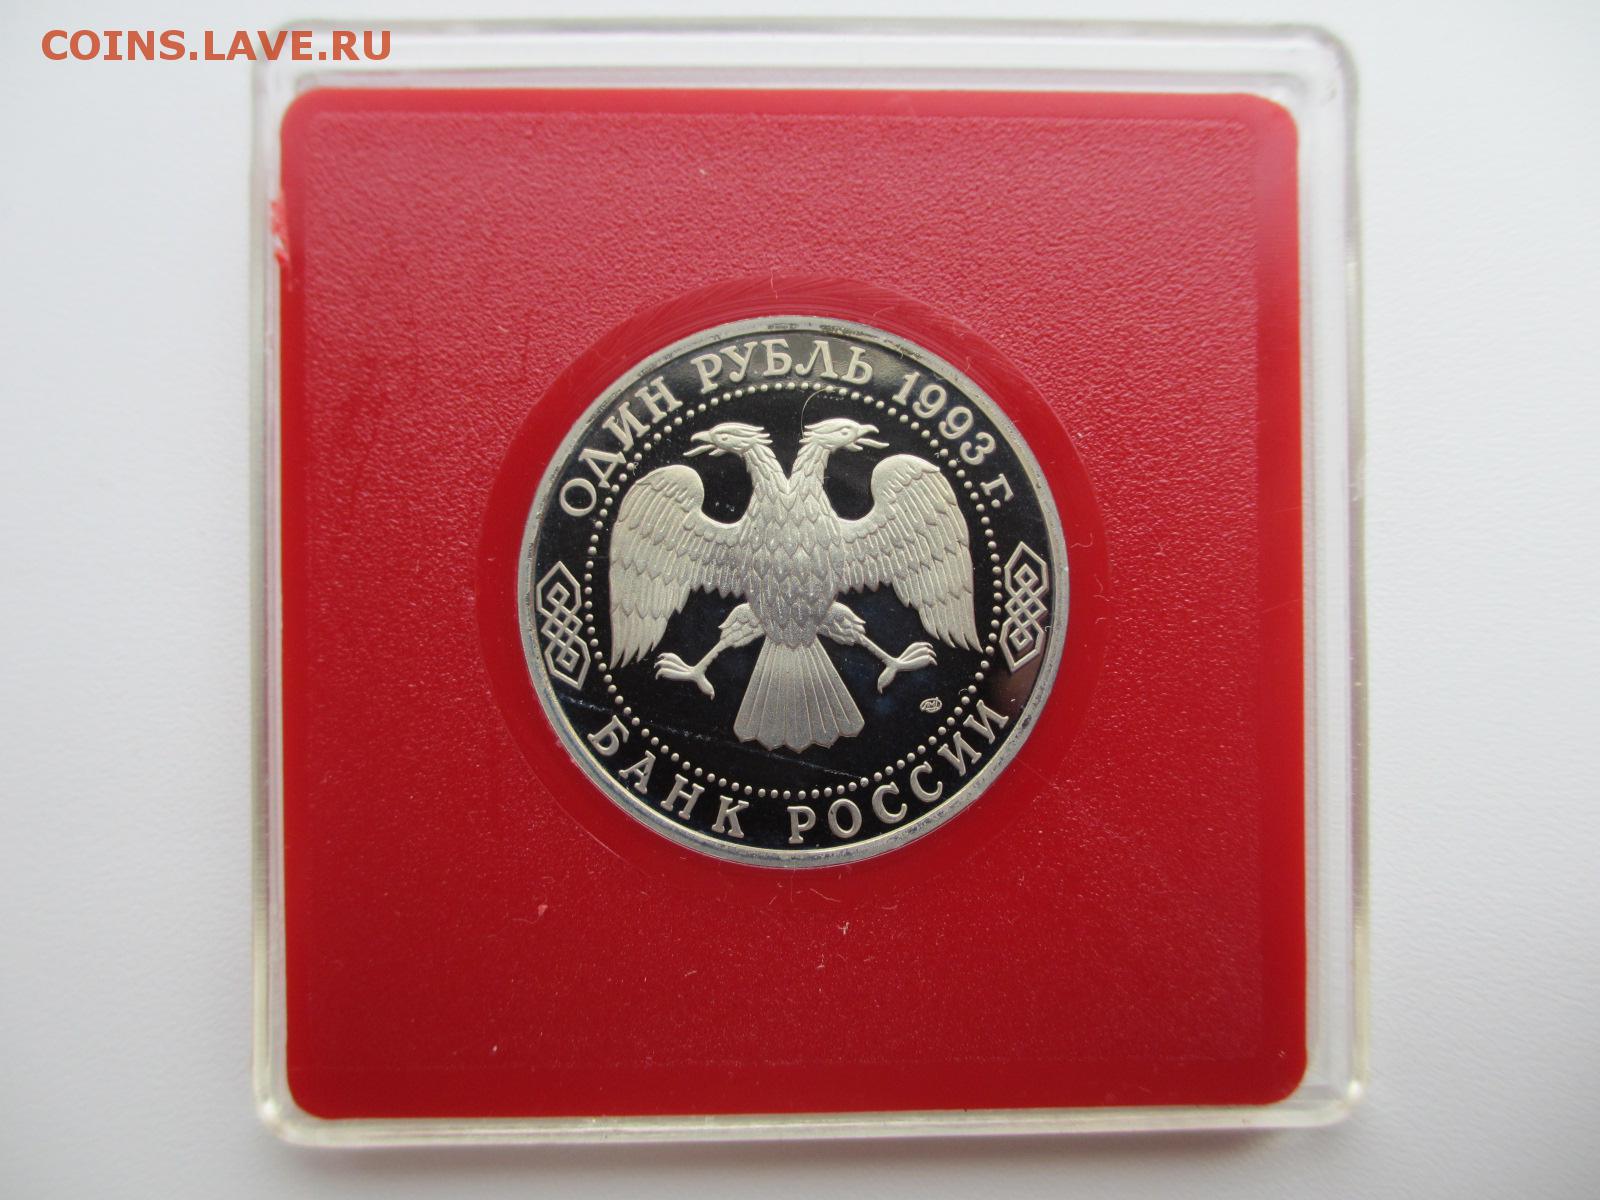 COINS.LAVE.RU
ОДИН РУБЛЬ 1993 г.
БАНК РОССИИ